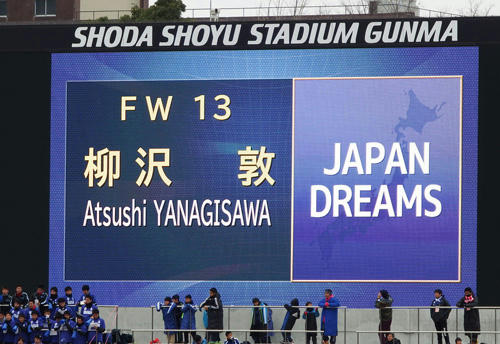 SHODA SHOYU STADIUM GUNMA
FW 13
柳沢 敦
Atsushi YANAGISAWA
JAPAN
DREAMS